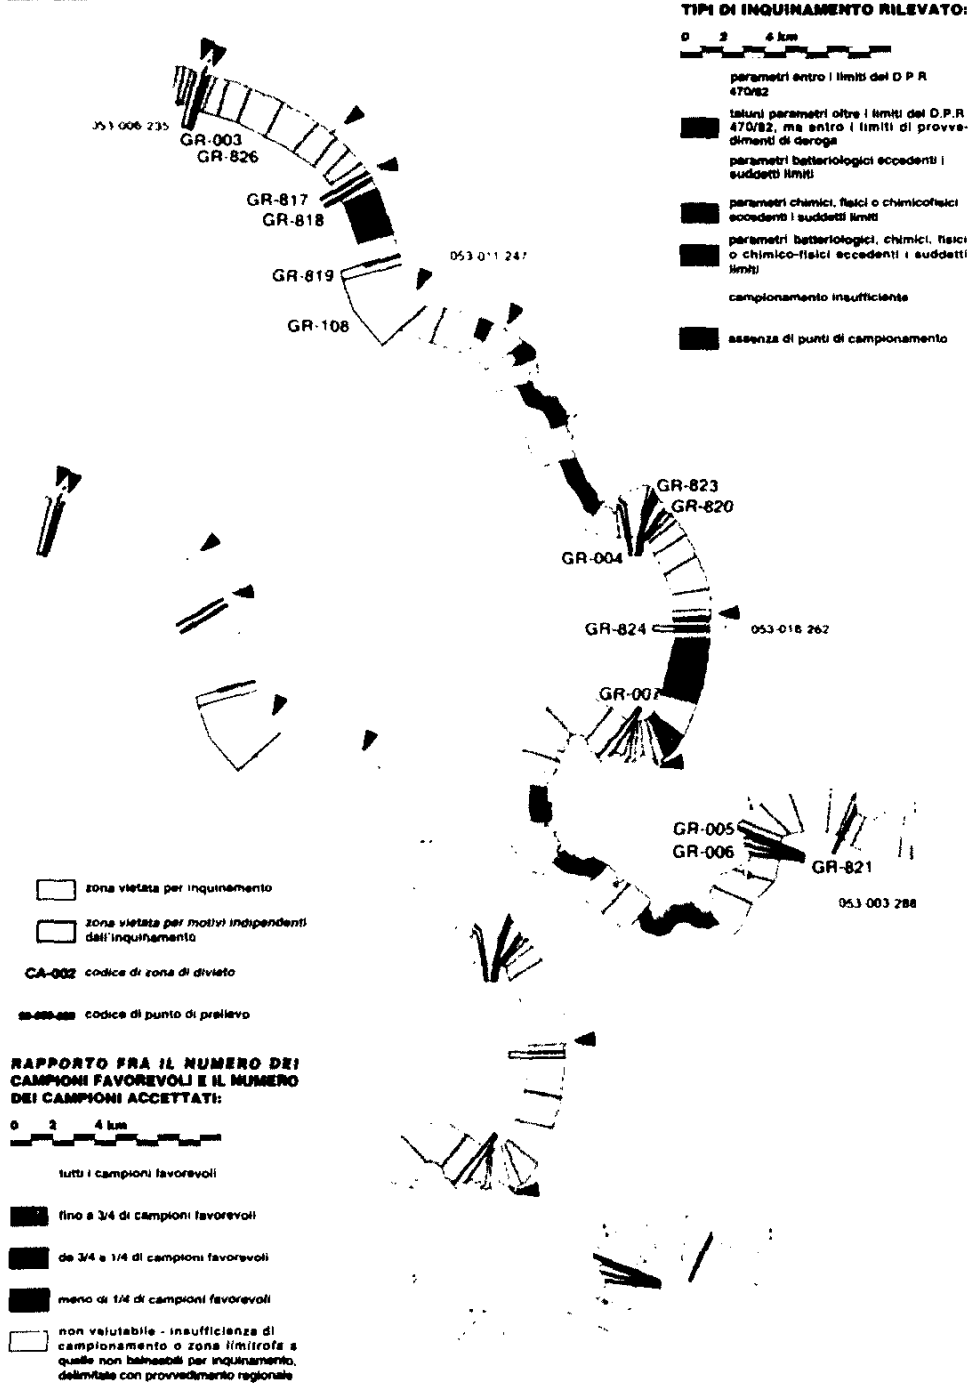 TIPI DI INQUINAMENTO RILEVATO:
0 2 4 km
parametri entro i limiti del D P R
470/82
taluni parametri oltre i limiti del D.P.R
470/82, ma entro i limiti di provve-
dimenti di deroga
parametri batteriologici eccedenti i
suddetti limiti
parametri chimici, fisici o chimicofisici
eccedenti i suddetti limiti
parametri batteriologici, chimici, fisici
o chimico-fisici eccedenti i suddetti
limiti
campionamento insufficiente
assenza di punti di campionamento
053-006 235
GR-003
GR-826
GR-817
GR-818
GR-819
053-011 247
GR-108
GR-823
GR-820
GR-004
GR-824
053-018 262
GR-007
GR-005
GR-006
GR-821
053-003 288
zona vietata per inquinamento
zona vietata per motivi indipendenti
dall'inquinamento
CA-002 codice di zona di divieto
codice di punto di prelievo
RAPPORTO FRA IL NUMERO DEI
CAMPIONI FAVOREVOLI E IL NUMERO
DEI CAMPIONI ACCETTATI:
0 2 4 km
tutti i campioni favorevoli
fino a 3/4 di campioni favorevoli
da 3/4 a 1/4 di campioni favorevoli
meno di 1/4 di campioni favorevoli
non valutabile - insufficienza di
campionamento o zona limitrofa a
quelle non balneabili per inquinamento,
delimitate con provvedimento regionale